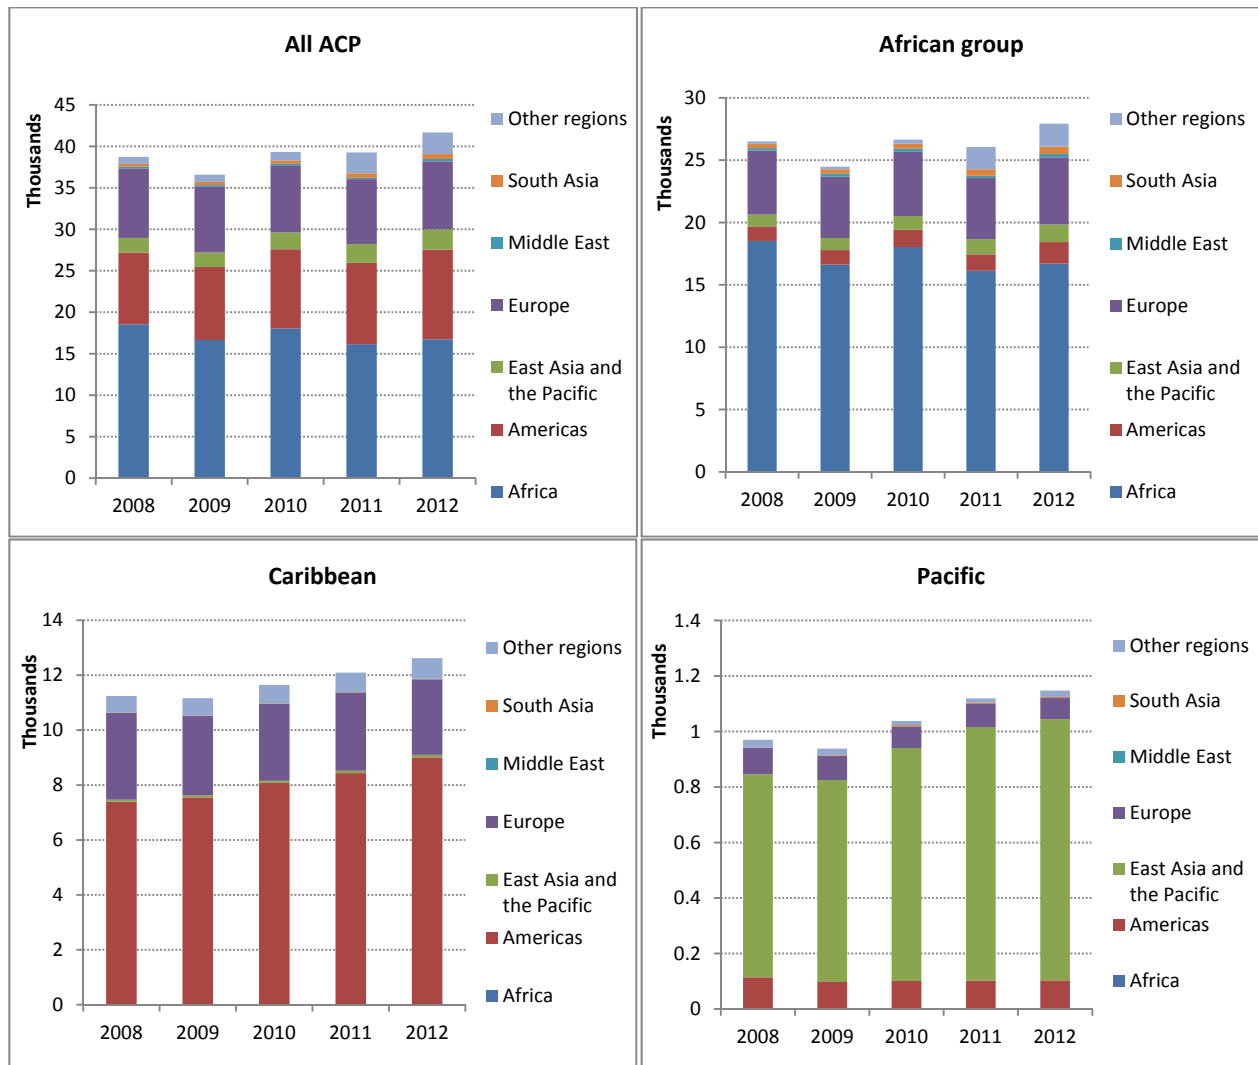 All ACP
Thousands
45
40
35
30
25
20
15
10
5
0
2008 2009 2010 2011 2012
Other regions
South Asia
Middle East
Europe
East Asia and
the Pacific
Americas
Africa
African group
Thousands
30
25
20
15
10
5
0
2008 2009 2010 2011 2012
Other regions
South Asia
Middle East
Europe
East Asia and
the Pacific
Americas
Africa
Caribbean
Thousands
14
12
10
8
6
4
2
0
2008 2009 2010 2011 2012
Other regions
South Asia
Middle East
Europe
East Asia and
the Pacific
Americas
Africa
Pacific
Thousands
1.4
1.2
1
0.8
0.6
0.4
0.2
0
2008 2009 2010 2011 2012
Other regions
South Asia
Middle East
Europe
East Asia and
the Pacific
Americas
Africa